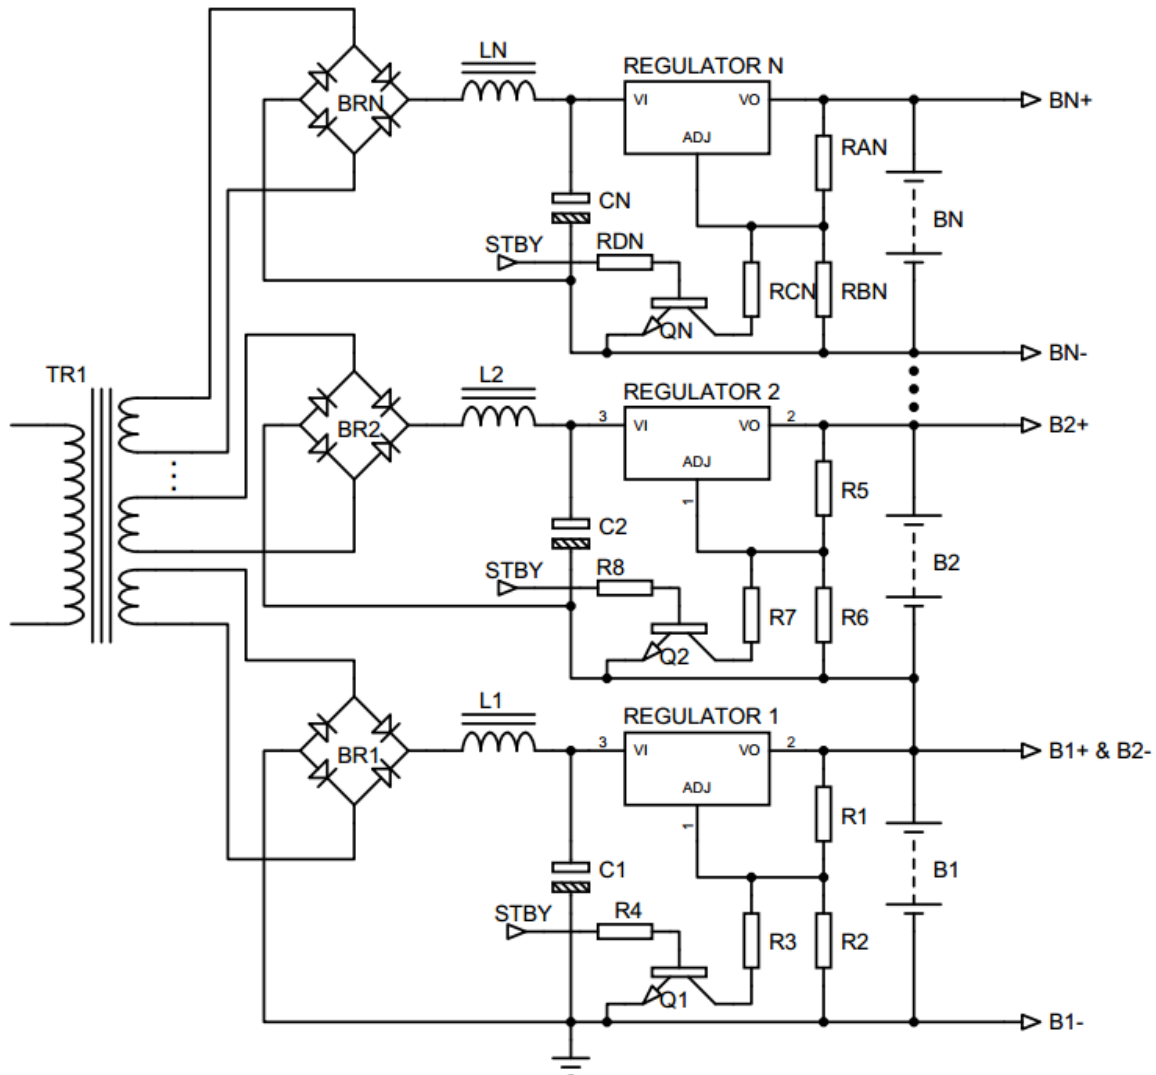 LN
REGULATOR N
BRN
VI
VO
BN+
ADJ
RAN
CN
BN
STBY
RDN
RCN
RBN
QN
BN-
TR1
L2
REGULATOR 2
BR2
3
VI
VO
2
B2+
ADJ
R5
1
C2
B2
STBY
R8
R7
R6
Q2
L1
REGULATOR 1
BR1
3
VI
VO
2
B1+ & B2-
ADJ
R1
1
C1
B1
STBY
R4
R3
R2
Q1
B1-